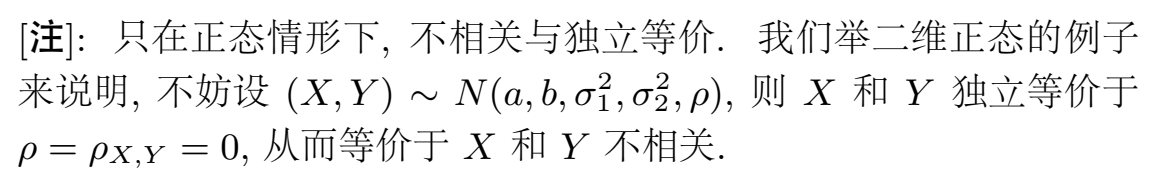 [注]: 只在正态情形下, 不相关与独立等价. 我们举二维正态的例子
来说明, 不妨设 (X, Y) ∼ N(a, b, σ₁², σ₂², ρ), 则 X 和 Y 独立等价于
ρ = ρ_{X,Y} = 0, 从而等价于 X 和 Y 不相关.